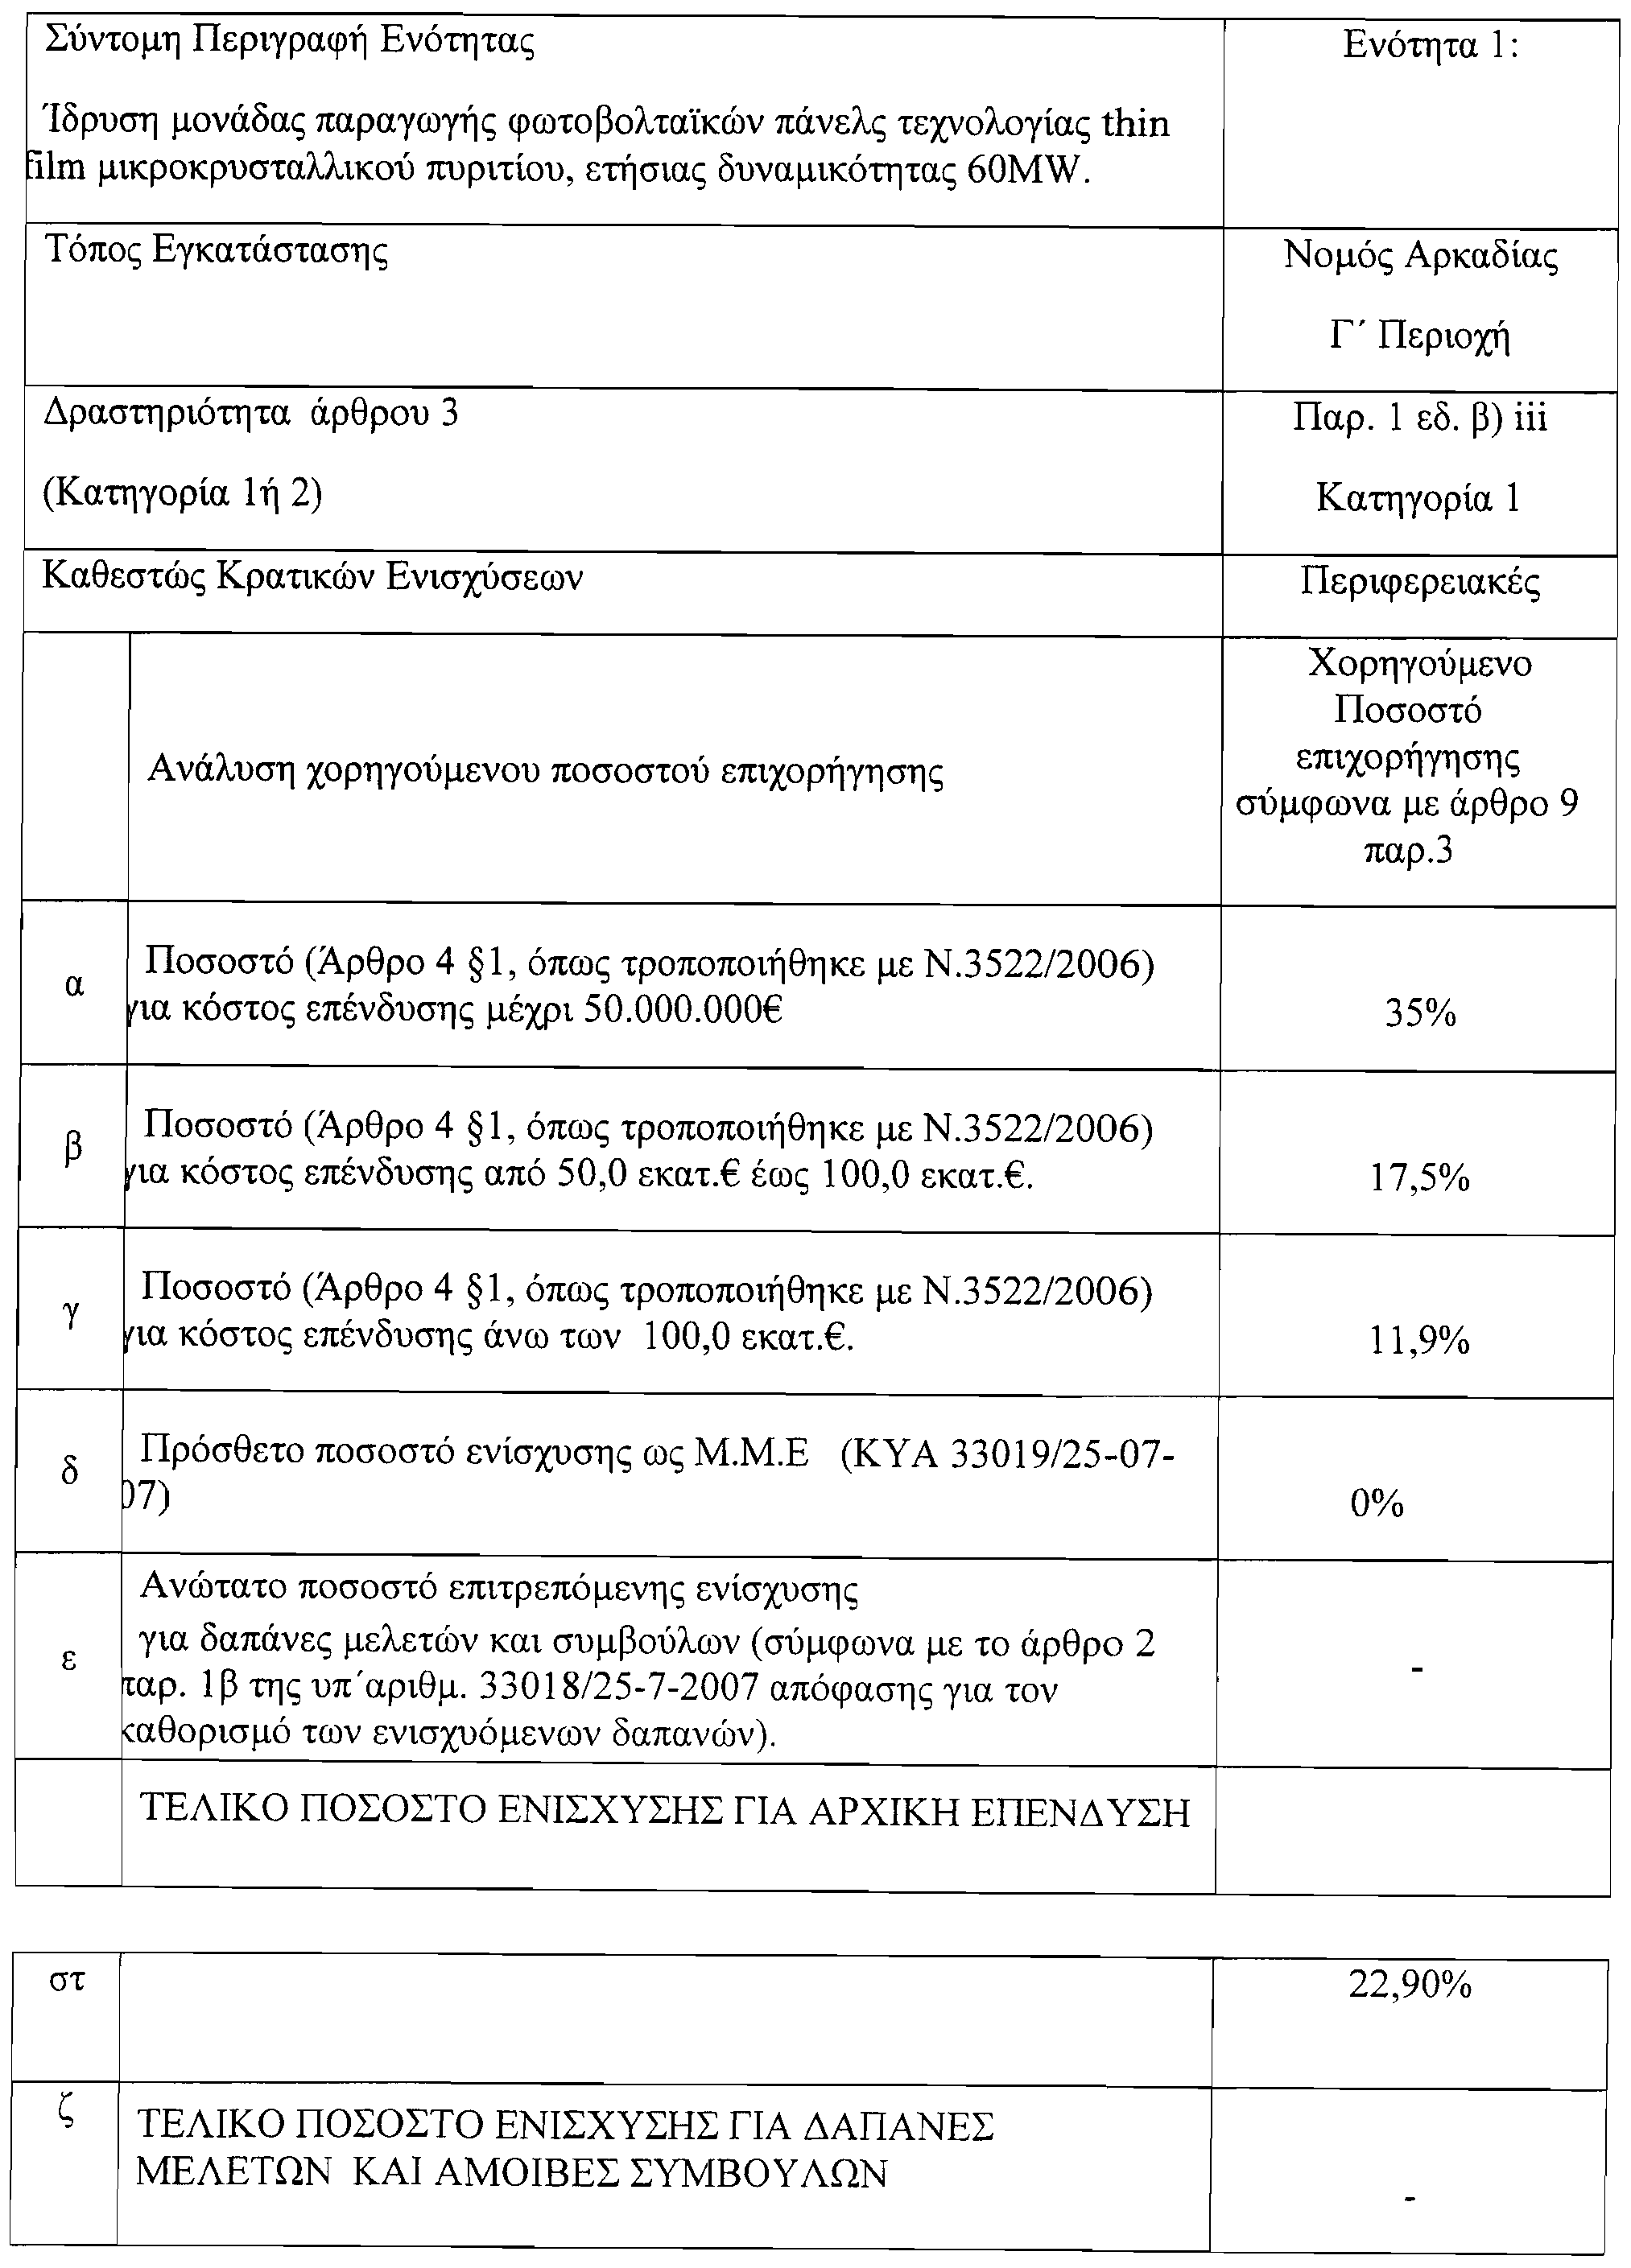 Σύντομη Περιγραφή Ενότητας
Ενότητα 1:
Ίδρυση μονάδας παραγωγής φωτοβολταϊκών πάνελς τεχνολογίας thin
film μικροκρυσταλλικού πυριτίου, ετήσιας δυναμικότητας 60MW.
Τόπος Εγκατάστασης
Νομός Αρκαδίας
Γ΄ Περιοχή
Δραστηριότητα άρθρου 3
(Κατηγορία 1ή 2)
Παρ. 1 εδ. β) iii
Κατηγορία 1
Καθεστώς Κρατικών Ενισχύσεων
Περιφερειακές
Ανάλυση χορηγούμενου ποσοστού επιχορήγησης
Χορηγούμενο
Ποσοστό
επιχορήγησης
σύμφωνα με άρθρο 9
παρ.3
α
Ποσοστό (Άρθρο 4 §1, όπως τροποποιήθηκε με Ν.3522/2006)
για κόστος επένδυσης μέχρι 50.000.000€
35%
β
Ποσοστό (Άρθρο 4 §1, όπως τροποποιήθηκε με Ν.3522/2006)
για κόστος επένδυσης από 50,0 εκατ.€ έως 100,0 εκατ.€.
17,5%
γ
Ποσοστό (Άρθρο 4 §1, όπως τροποποιήθηκε με Ν.3522/2006)
για κόστος επένδυσης άνω των 100,0 εκατ.€.
11,9%
δ
Πρόσθετο ποσοστό ενίσχυσης ως Μ.Μ.Ε (ΚΥΑ 33019/25-07-
07)
0%
ε
Ανώτατο ποσοστό επιτρεπόμενης ενίσχυσης
για δαπάνες μελετών και συμβούλων (σύμφωνα με το άρθρο 2
παρ. 1β της υπ΄αριθμ. 33018/25-7-2007 απόφασης για τον
καθορισμό των ενισχυόμενων δαπανών).
-
ΤΕΛΙΚΟ ΠΟΣΟΣΤΟ ΕΝΙΣΧΥΣΗΣ ΓΙΑ ΑΡΧΙΚΗ ΕΠΕΝΔΥΣΗ
στ
22,90%
ζ
ΤΕΛΙΚΟ ΠΟΣΟΣΤΟ ΕΝΙΣΧΥΣΗΣ ΓΙΑ ΔΑΠΑΝΕΣ
ΜΕΛΕΤΩΝ ΚΑΙ ΑΜΟΙΒΕΣ ΣΥΜΒΟΥΛΩΝ
-